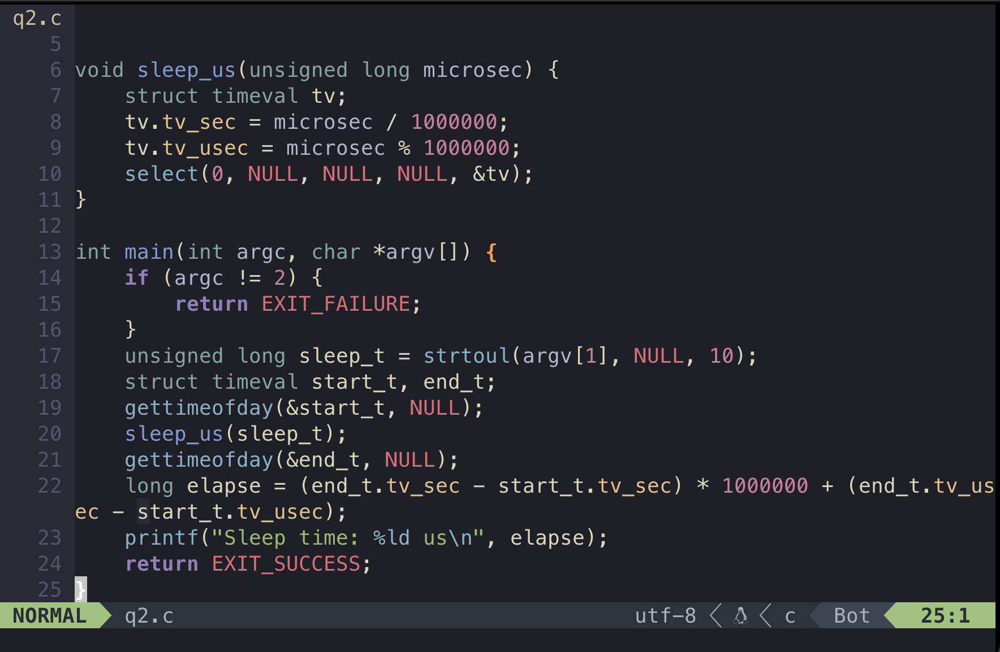 q2.c
5
6 void sleep_us(unsigned long microsec) {
7     struct timeval tv;
8     tv.tv_sec = microsec / 1000000;
9     tv.tv_usec = microsec % 1000000;
10     select(0, NULL, NULL, NULL, &tv);
11 }
12
13 int main(int argc, char *argv[]) {
14     if (argc != 2) {
15         return EXIT_FAILURE;
16     }
17     unsigned long sleep_t = strtoul(argv[1], NULL, 10);
18     struct timeval start_t, end_t;
19     gettimeofday(&start_t, NULL);
20     sleep_us(sleep_t);
21     gettimeofday(&end_t, NULL);
22     long elapse = (end_t.tv_sec - start_t.tv_sec) * 1000000 + (end_t.tv_us
ec - start_t.tv_usec);
23     printf("Sleep time: %ld us\n", elapse);
24     return EXIT_SUCCESS;
25 }
NORMAL q2.c utf-8 c Bot 25:1